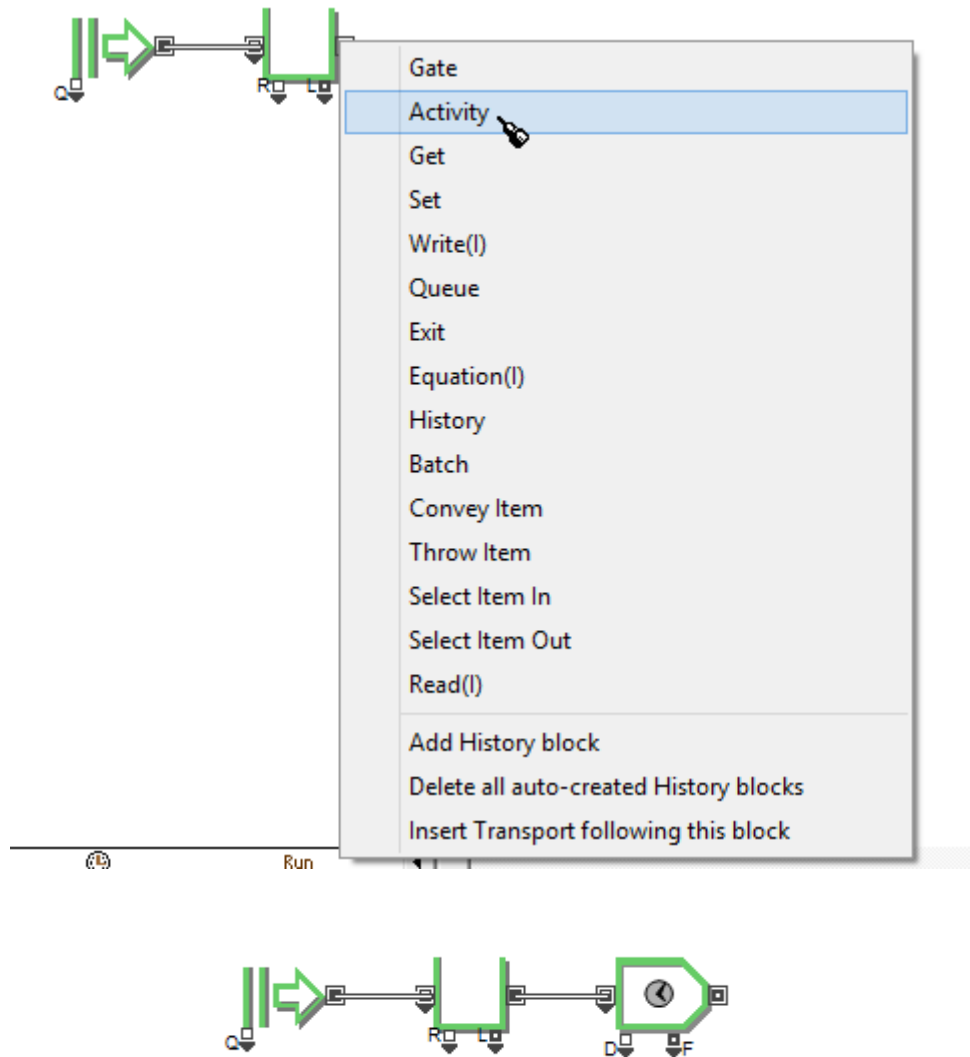 Q
R L
Gate
Activity
Get
Set
Write(I)
Queue
Exit
Equation(I)
History
Batch
Convey Item
Throw Item
Select Item In
Select Item Out
Read(I)
Add History block
Delete all auto-created History blocks
Insert Transport following this block
Run
Q
R L
D F